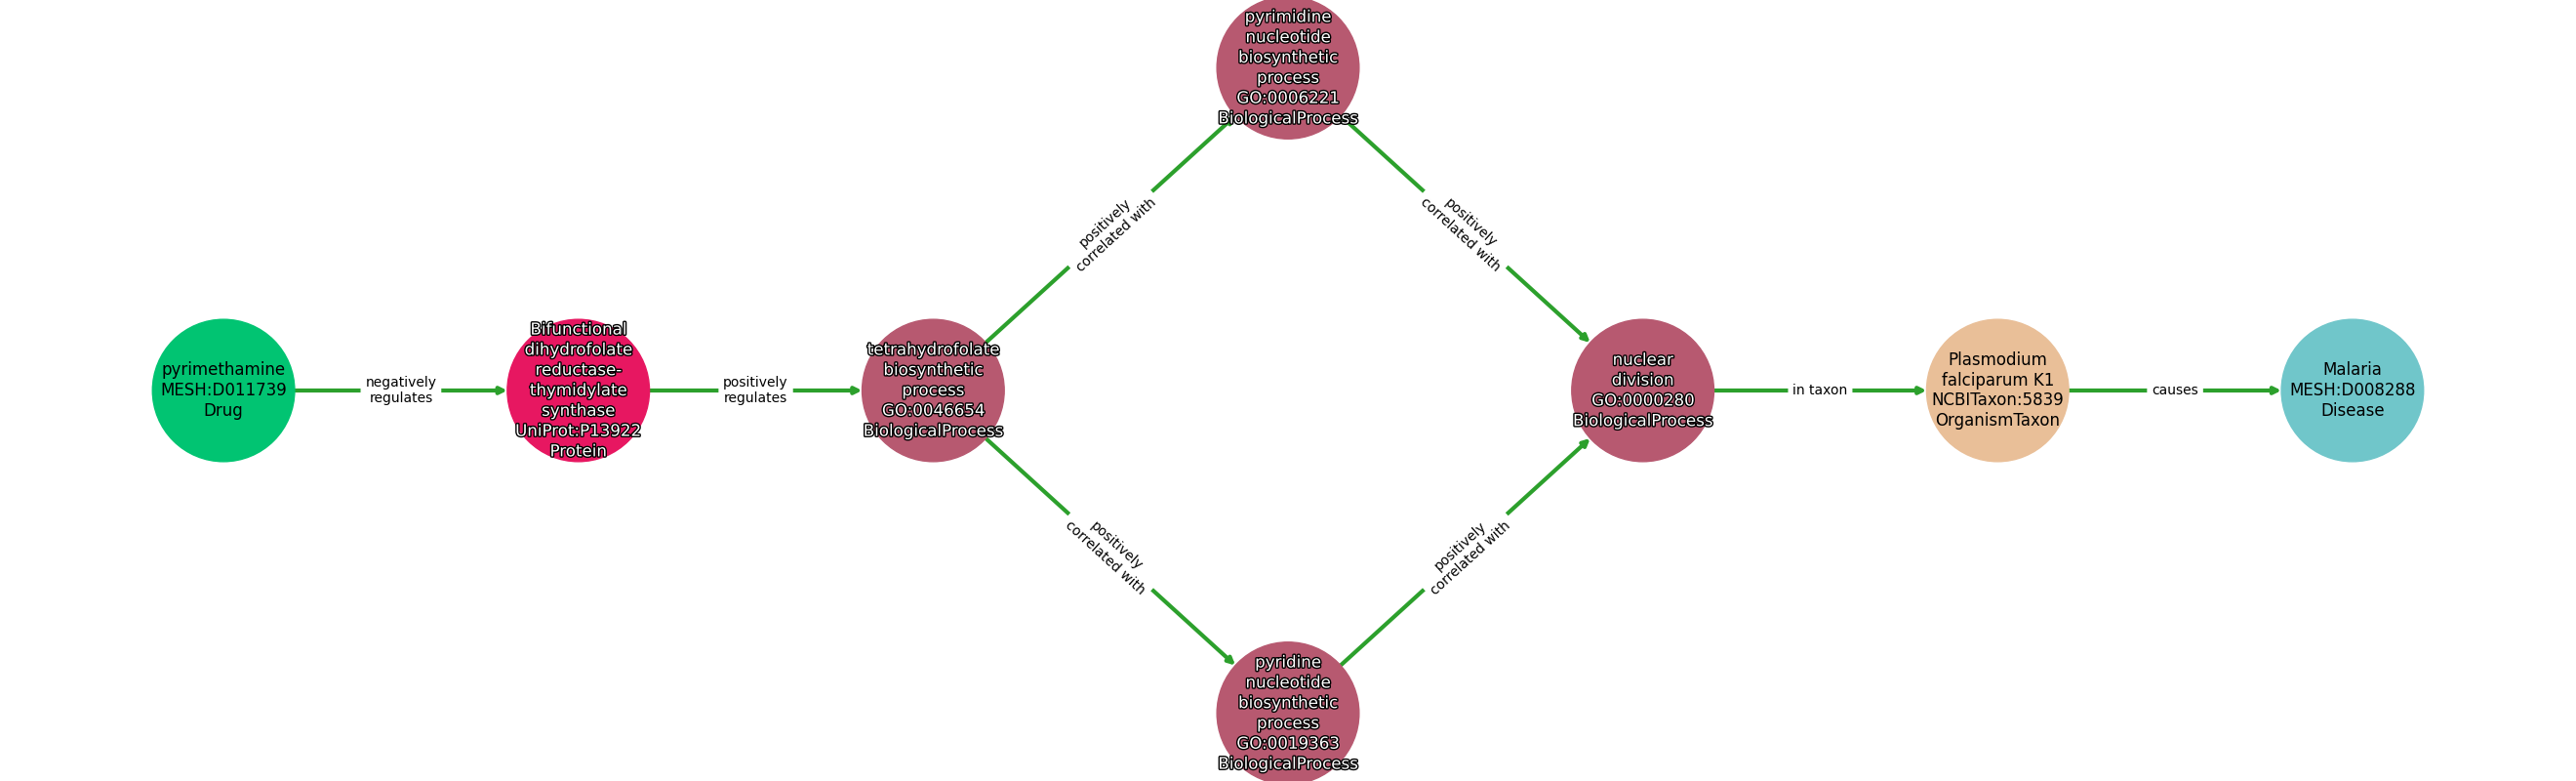 pyrimidine
nucleotide
biosynthetic
process
GO:0006221
BiologicalProcess
positively
correlated with
positively
correlated with
pyrimethamine
MESH:D011739
Drug
negatively
regulates
Bifunctional
dihydrofolate
reductase-
thymidylate
synthase
UniProt:P13922
Protein
positively
regulates
tetrahydrofolate
biosynthetic
process
GO:0046654
BiologicalProcess
nuclear
division
GO:0000280
BiologicalProcess
in taxon
Plasmodium
falciparum K1
NCBITaxon:5839
OrganismTaxon
causes
Malaria
MESH:D008288
Disease
positively
correlated with
positively
correlated with
pyridine
nucleotide
biosynthetic
process
GO:0019363
BiologicalProcess